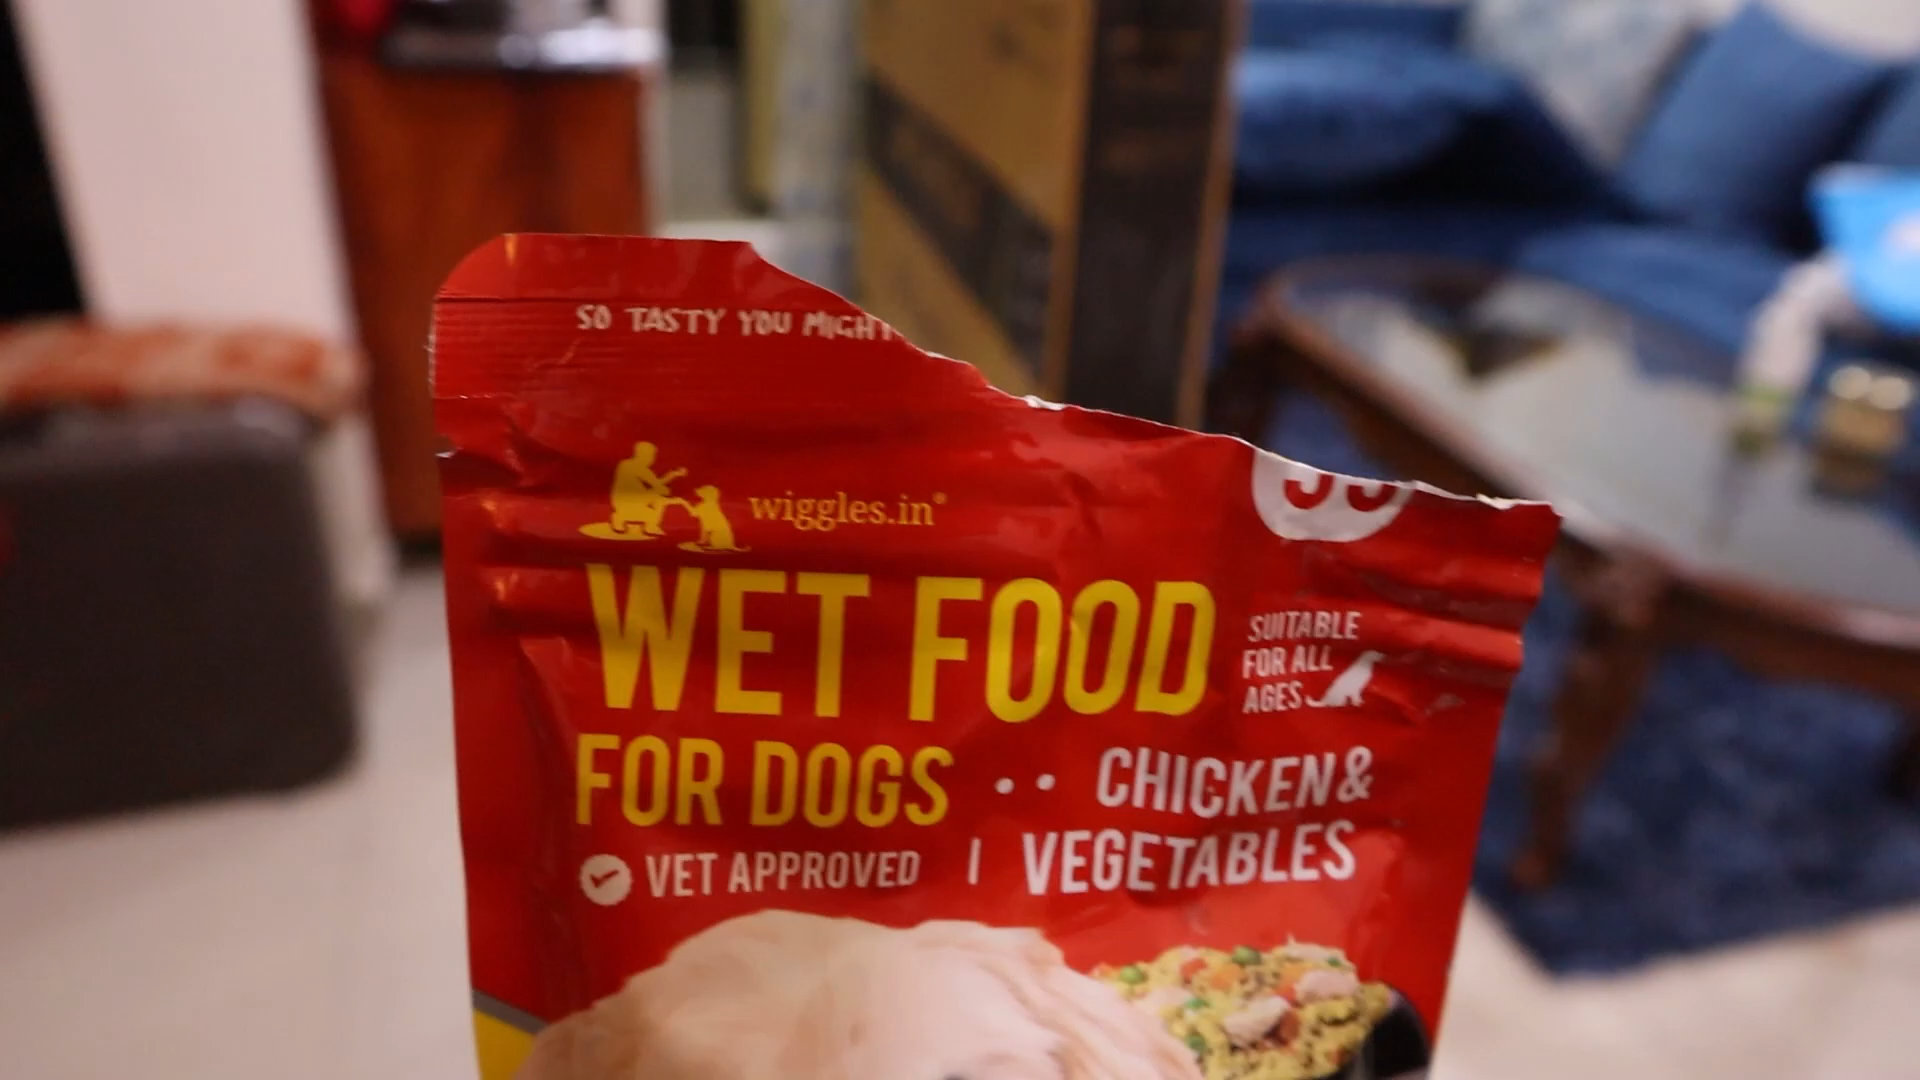 SO TASTY YOU MIGHT
wiggles.in®
WET FOOD
SUITABLE
FOR ALL
AGES
FOR DOGS
CHICKEN &
VEGETABLES
VET APPROVED